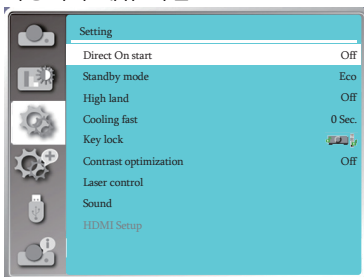 Setting
Direct On start Off
Standby mode Eco
High land Off
Cooling fast 0 Sec.
Key lock
Contrast optimization Off
Laser control
Sound
HDMI Setup